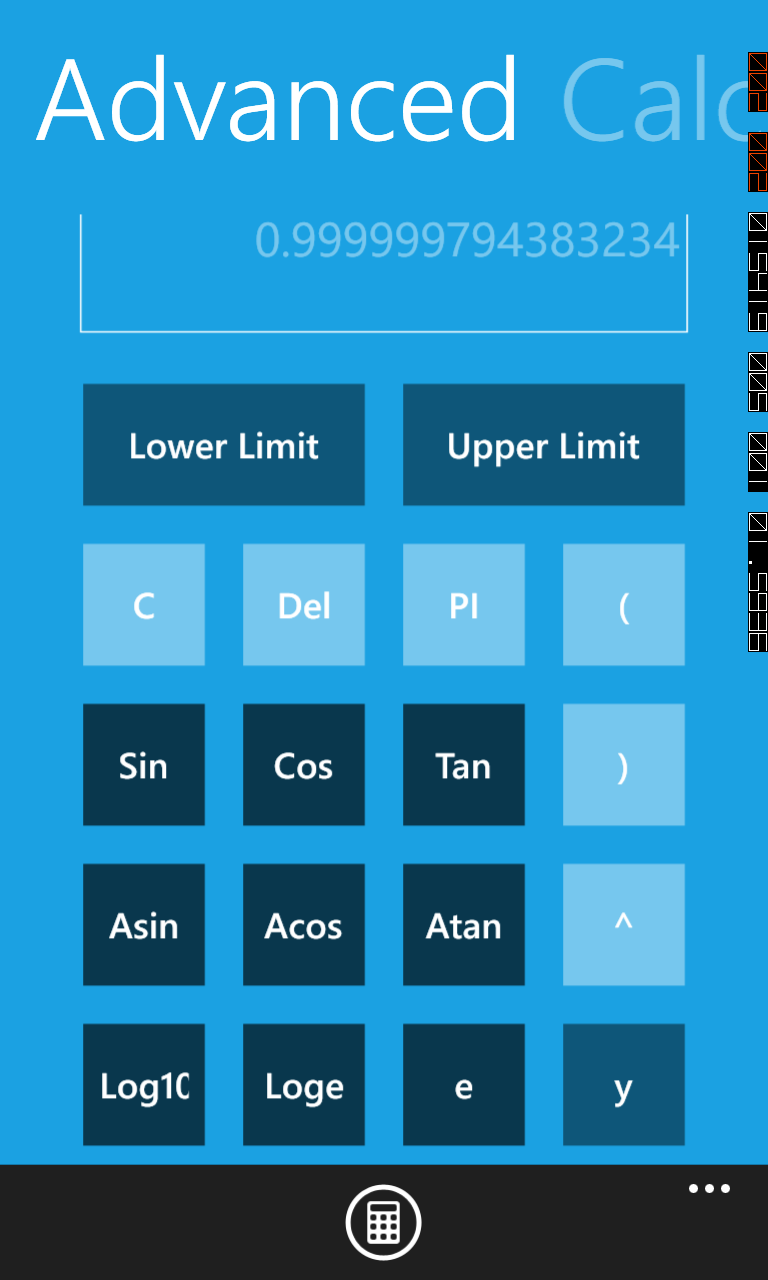 Advanced Calc
0.999999794383234
Lower Limit Upper Limit
C Del PI (
Sin Cos Tan )
Asin Acos Atan ^
Log10 Loge e y